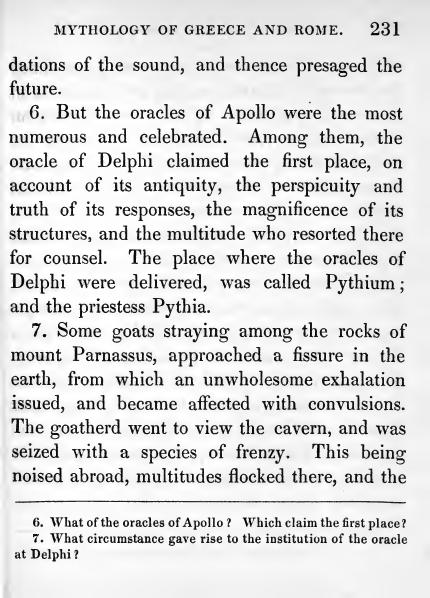 MYTHOLOGY OF GREECE AND ROME. 231
dations of the sound, and thence presaged the
future.
6. But the oracles of Apollo were the most
numerous and celebrated. Among them, the
oracle of Delphi claimed the first place, on
account of its antiquity, the perspicuity and
truth of its responses, the magnificence of its
structures, and the multitude who resorted there
for counsel. The place where the oracles of
Delphi were delivered, was called Pythium;
and the priestess Pythia.
7. Some goats straying among the rocks of
mount Parnassus, approached a fissure in the
earth, from which an unwholesome exhalation
issued, and became affected with convulsions.
The goatherd went to view the cavern, and was
seized with a species of frenzy. This being
noised abroad, multitudes flocked there, and the
6. What of the oracles of Apollo? Which claim the first place?
7. What circumstance gave rise to the institution of the oracle
at Delphi?